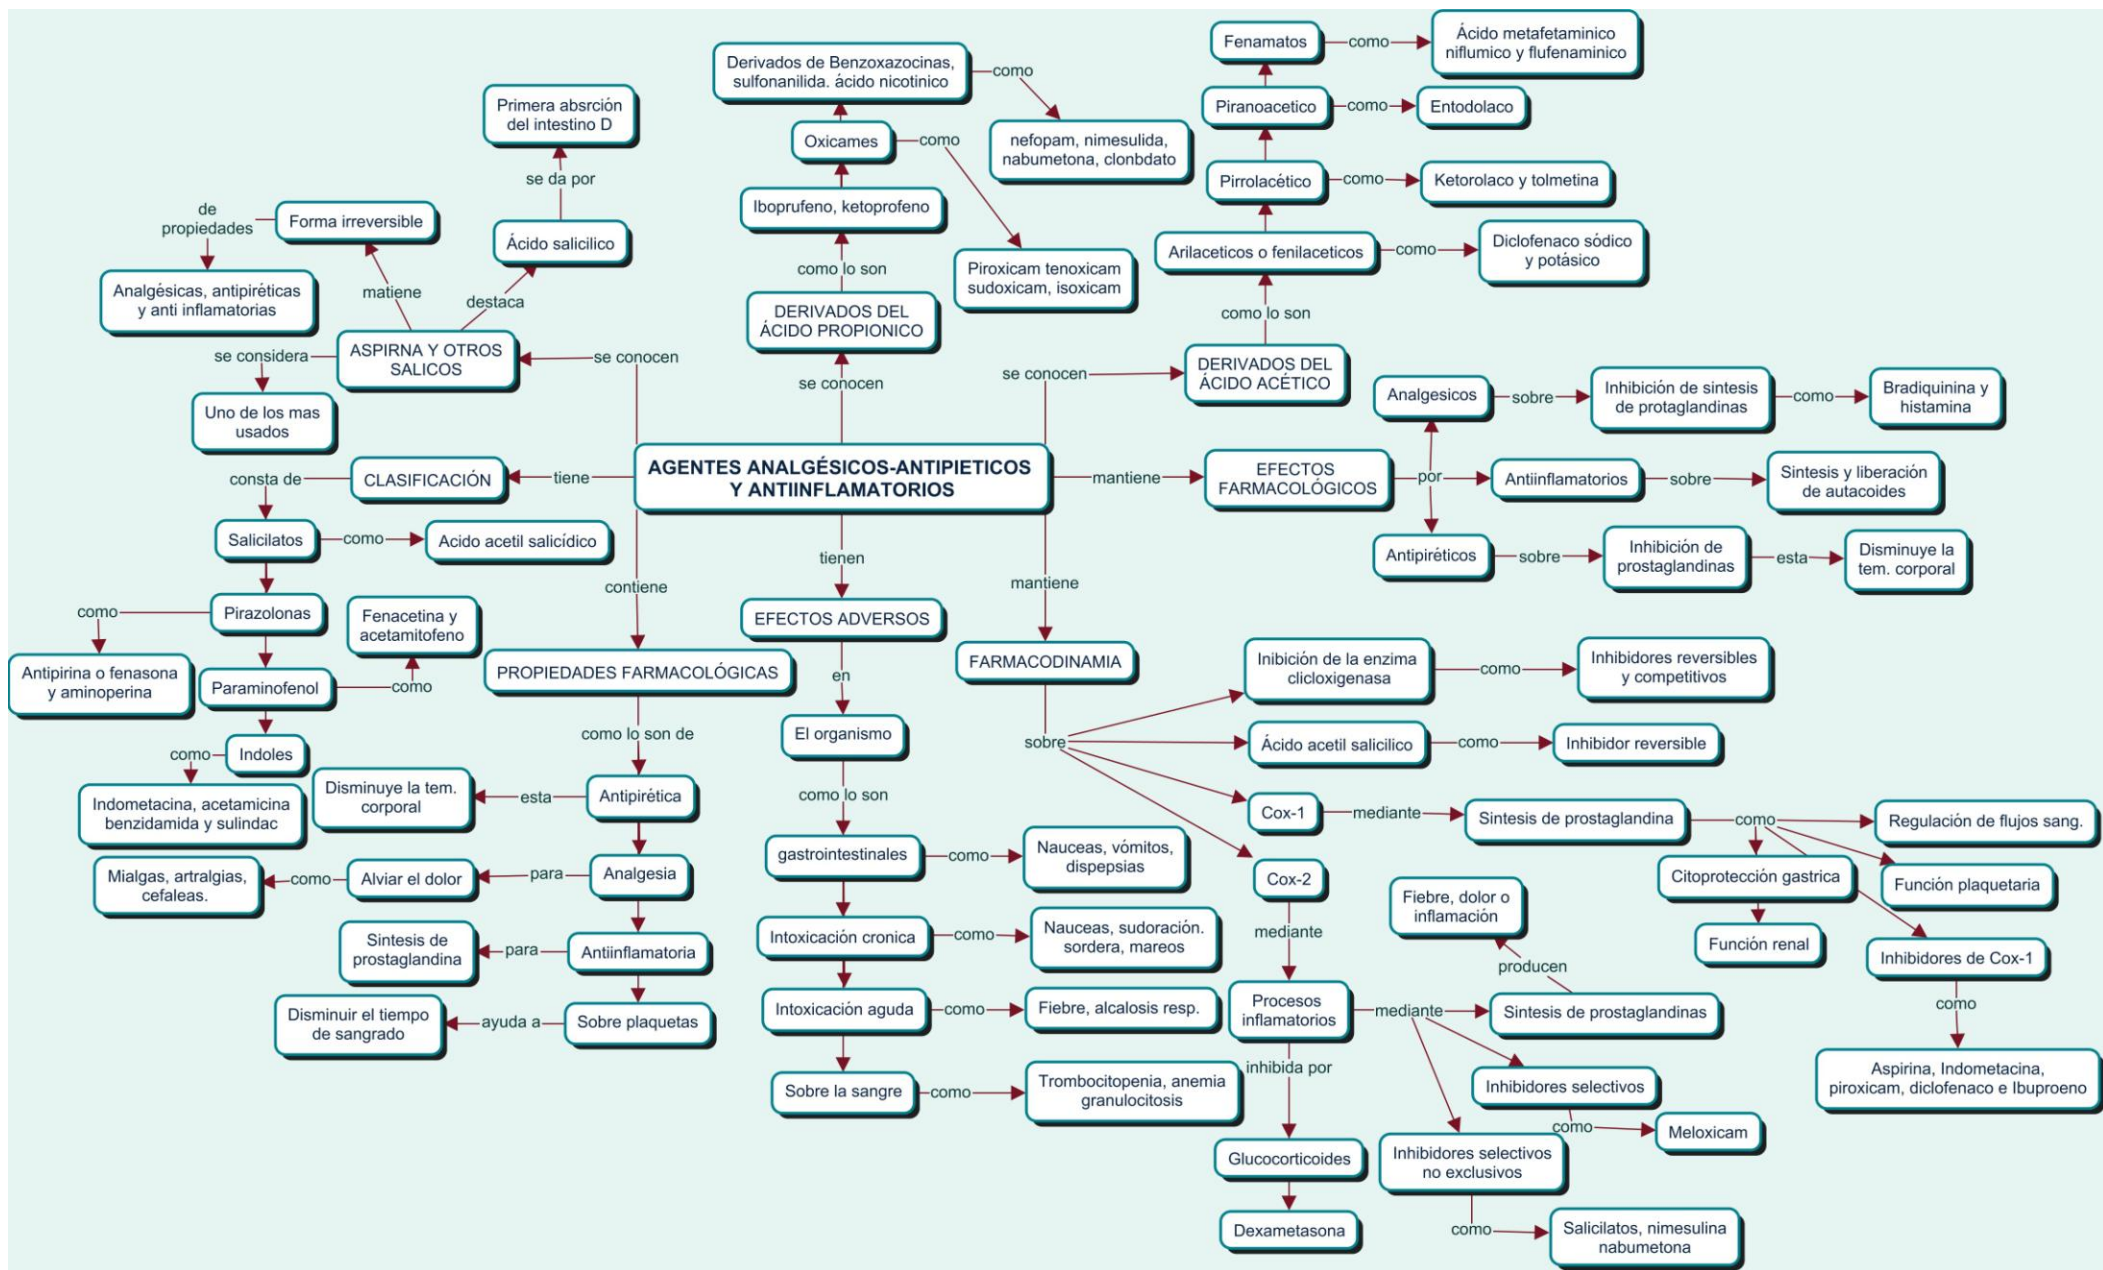 Fenamatos
como
Ácido metafetaminico
niflumico y flufenaminico
Derivados de Benzoxazocinas,
sulfonanilida. ácido nicotinico
como
Primera absrción
del intestino D
Piranoacetico
como
Entodolaco
Oxicames
como
nefopam, nimesulida,
nabumetona, clonbdato
se da por
Pirrolacético
como
Ketorolaco y tolmetina
Iboprufeno, ketoprofeno
de
propiedades
Forma irreversible
Ácido salicilico
Arilaceticos o fenilaceticos
como
Diclofenaco sódico
y potásico
como lo son
Piroxicam tenoxicam
sudoxicam, isoxicam
Analgésicas, antipiréticas
y anti inflamatorias
matiene
destaca
DERIVADOS DEL
ÁCIDO PROPIONICO
como lo son
se considera
ASPIRNA Y OTROS
SALICOS
se conocen
se conocen
se conocen
DERIVADOS DEL
ÁCIDO ACÉTICO
Uno de los mas
usados
Analgesicos
sobre
Inhibición de sintesis
de protaglandinas
como
Bradiquinina y
histamina
AGENTES ANALGÉSICOS-ANTIPIETICOS
Y ANTIINFLAMATORIOS
mantiene
EFECTOS
FARMACOLÓGICOS
por
Antiinflamatorios
sobre
Sintesis y liberación
de autacoides
consta de
CLASIFICACIÓN
tiene
Salicilatos
como
Acido acetil salicídico
tienen
Antipiréticos
sobre
Inhibición de
prostaglandinas
esta
Disminuye la
tem. corporal
contiene
mantiene
como
Pirazolonas
Fenacetina y
acetamitofeno
EFECTOS ADVERSOS
Antipirina o fenasona
y aminoperina
Paraminofenol
como
PROPIEDADES FARMACOLÓGICAS
en
FARMACODINAMIA
Inibición de la enzima
clicloxigenasa
como
Inhibidores reversibles
y competitivos
como
Indoles
como lo son de
El organismo
sobre
Ácido acetil salicilico
como
Inhibidor reversible
Indometacina, acetamicina
benzidamida y sulindac
Disminuye la tem.
corporal
esta
Antipirética
como lo son
Cox-1
mediante
Sintesis de prostaglandina
como
Regulación de flujos sang.
gastrointestinales
como
Nauceas, vómitos,
dispepsias
Cox-2
Citoprotección gastrica
Función plaquetaria
Mialgas, artralgias,
cefaleas.
como
Alviar el dolor
para
Analgesia
Fiebre, dolor o
inflamación
Función renal
Intoxicación cronica
como
Nauceas, sudoración.
sordera, mareos
mediante
Sintesis de
prostaglandina
para
Antiinflamatoria
producen
Inhibidores de Cox-1
Intoxicación aguda
como
Fiebre, alcalosis resp.
Procesos
inflamatorios
mediante
Sintesis de prostaglandinas
como
Disminuir el tiempo
de sangrado
ayuda a
Sobre plaquetas
inhibida por
Aspirina, Indometacina,
piroxicam, diclofenaco e Ibuproeno
Sobre la sangre
como
Trombocitopenia, anemia
granulocitosis
Inhibidores selectivos
como
Meloxicam
Glucocorticoides
Inhibidores selectivos
no exclusivos
Dexametasona
como
Salicilatos, nimesulina
nabumetona